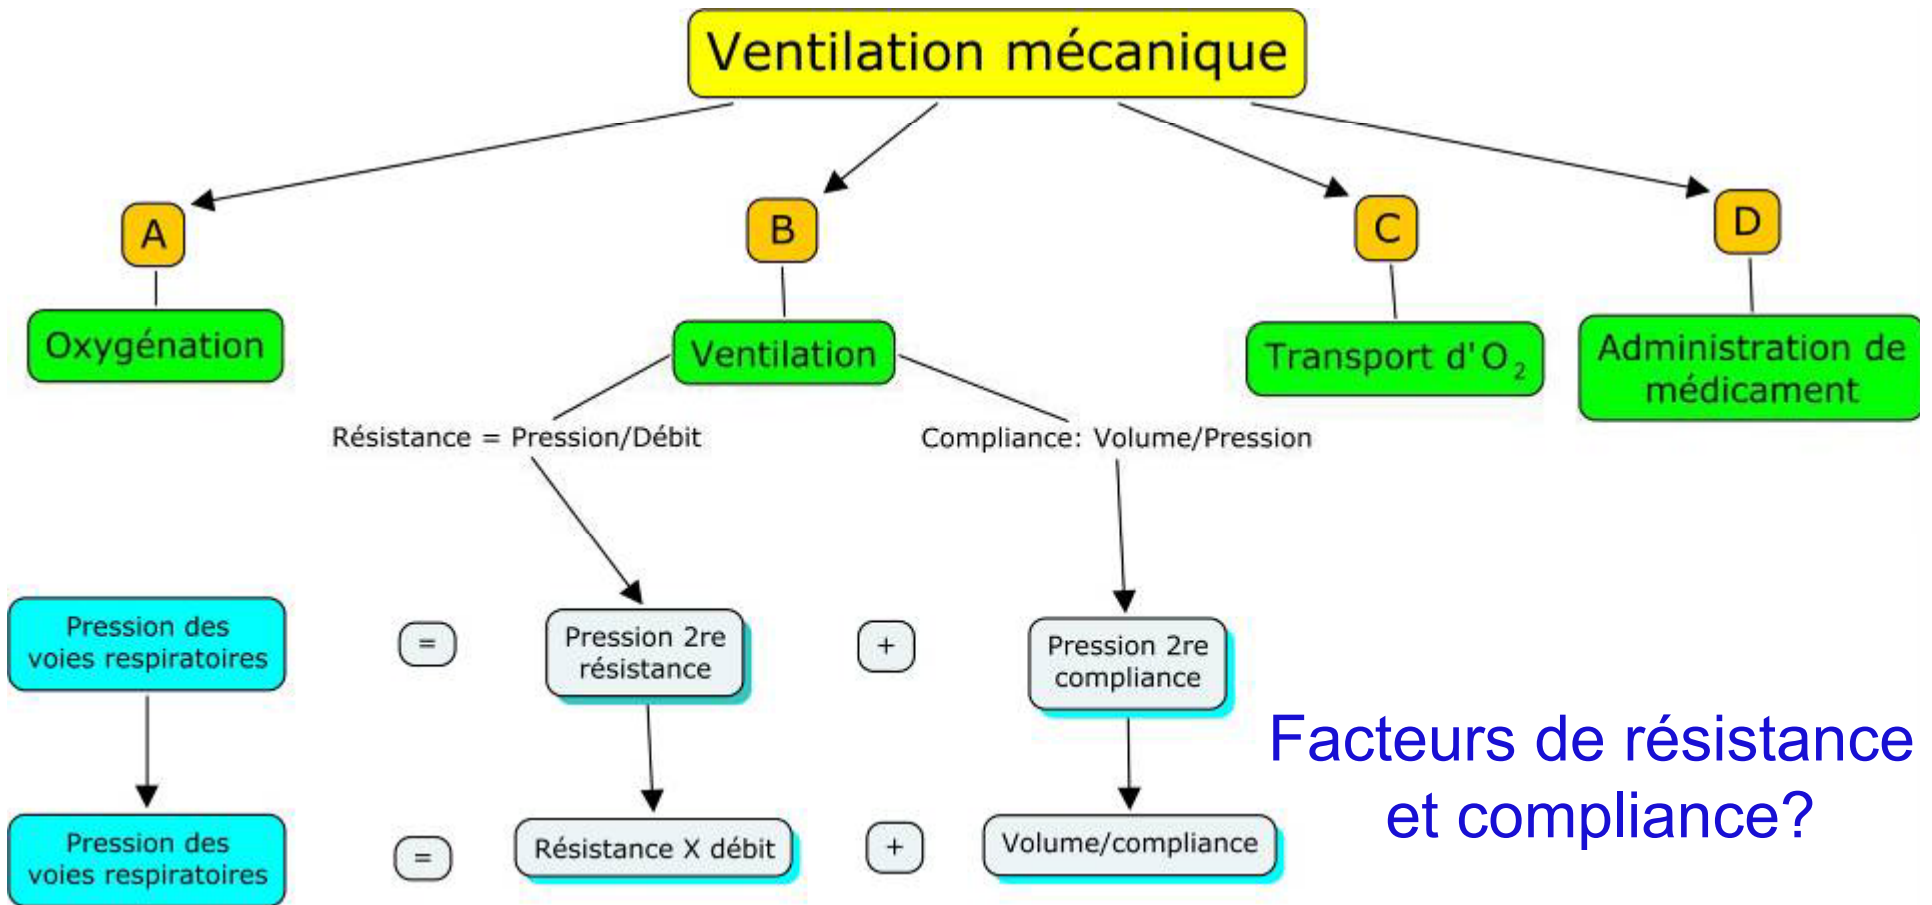 Ventilation mécanique
A
B
C
D
Oxygénation
Ventilation
Transport d'O₂
Administration de
médicament
Résistance = Pression/Débit
Compliance: Volume/Pression
Pression des
voies respiratoires
=
Pression 2re
résistance
+
Pression 2re
compliance
Facteurs de résistance
et compliance?
Pression des
voies respiratoires
=
Résistance X débit
+
Volume/compliance